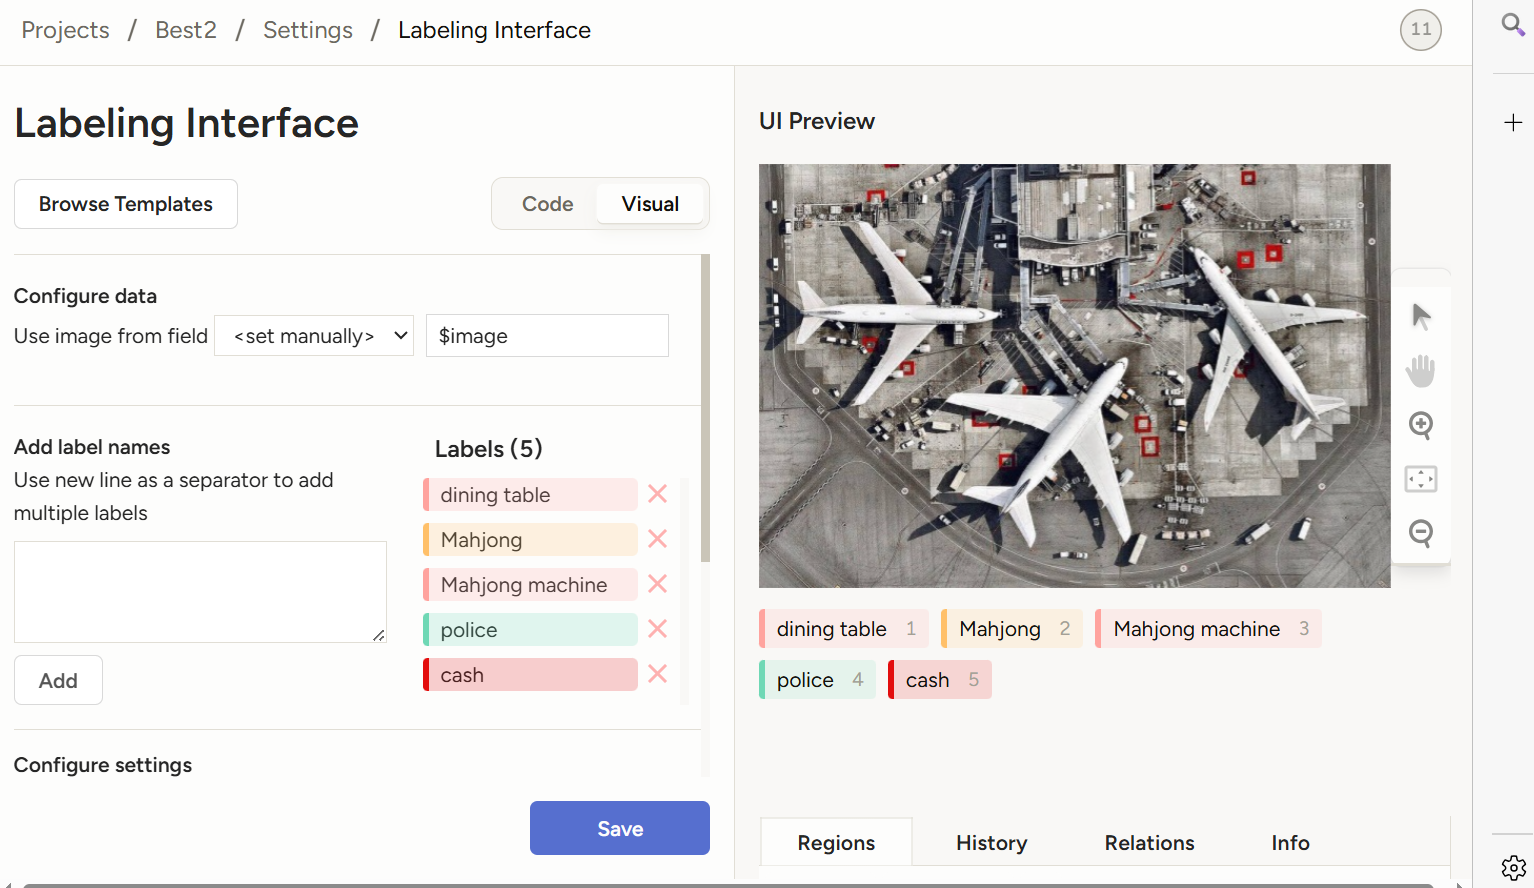 Projects / Best2 / Settings / Labeling Interface
11
Labeling Interface
Browse Templates
Code Visual
Configure data
Use image from field <set manually> $image
Add label names
Use new line as a separator to add
multiple labels
Add
Labels (5)
dining table
Mahjong
Mahjong machine
police
cash
Configure settings
Save
UI Preview
dining table 1 Mahjong 2 Mahjong machine 3
police 4 cash 5
Regions History Relations Info